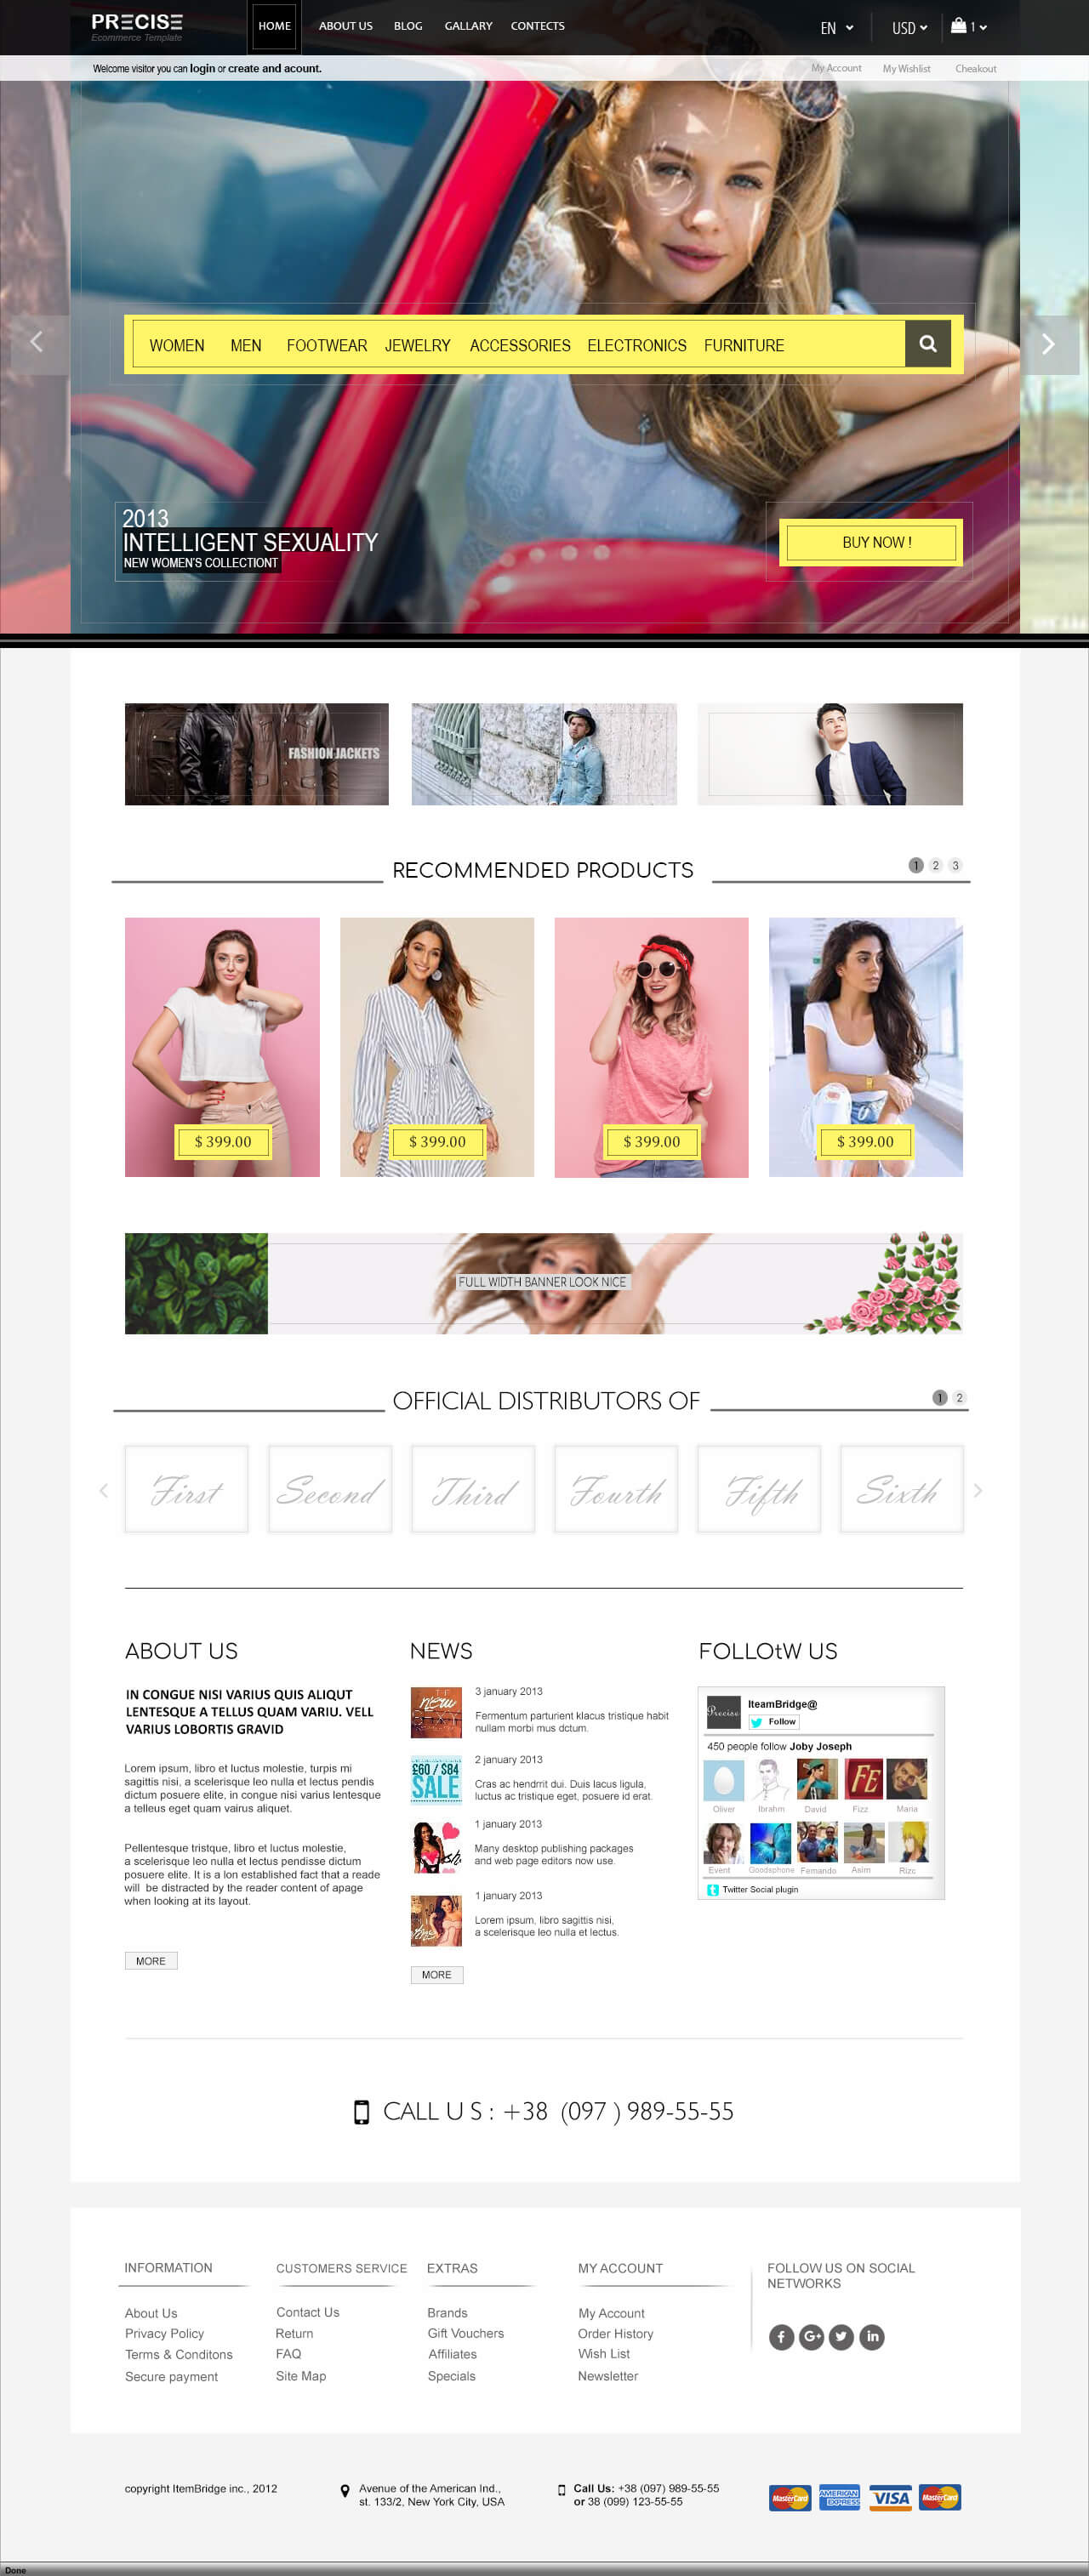 PRECISE
Ecommerce Template
HOME ABOUT US BLOG GALLARY CONTECTS EN USD 1
Welcome visitor you can login or create and acount. My Account My Wishlist Cheakout
WOMEN MEN FOOTWEAR JEWELRY ACCESSORIES ELECTRONICS FURNITURE
2013
INTELLIGENT SEXUALITY
NEW WOMEN'S COLLECTIONT
BUY NOW !
FASHION JACKETS
RECOMMENDED PRODUCTS 1 2 3
$ 399.00 $ 399.00 $ 399.00 $ 399.00
FULL WIDTH BANNER LOOK NICE
OFFICIAL DISTRIBUTORS OF 1 2
First Second Third Fourth Fifth Sixth
ABOUT US
IN CONGUE NISI VARIUS QUIS ALIQUT
LENTESQUE A TELLUS QUAM VARIU. VELL
VARIUS LOBORTIS GRAVID
Lorem ipsum, libro et luctus molestie, turpis mi
sagittis nisi, a scelerisque leo nulla et lectus pendis
dictum posuere elite, in congue nisi varius lentesque
a telleus eget quam vairus aliquet.
Pellentesque tristque, libro et luctus molestie,
a scelerisque leo nulla et lectus pendisse dictum
posuere elite. It is a lon established fact that a reade
will be distracted by the reader content of apage
when looking at its layout.
MORE
NEWS
3 january 2013
Fermentum parturient klacus tristique habit
nullam morbi mus dctum.
£60 / $84
SALE
2 january 2013
Cras ac hendrrit dui. Duis lacus ligula,
luctus ac tristique eget, posuere id erat.
1 january 2013
Many desktop publishing packages
and web page editors now use.
1 january 2013
Lorem ipsum, libro sagittis nisi,
a scelerisque leo nulla et lectus.
MORE
FOLLOtW US
Precise
IteamBridge@
Follow
450 people follow Joby Joseph
FE
Oliver Ibrahm David Fizz Maria
Event Goodsphone Femando Asim Rizc
Twitter Social plugin
CALL U S : +38 (097 ) 989-55-55
INFORMATION
About Us
Privacy Policy
Terms & Conditons
Secure payment
CUSTOMERS SERVICE
Contact Us
Return
FAQ
Site Map
EXTRAS
Brands
Gift Vouchers
Affiliates
Specials
MY ACCOUNT
My Account
Order History
Wish List
Newsletter
FOLLOW US ON SOCIAL
NETWORKS
copyright ItemBridge inc., 2012
Avenue of the American Ind.,
st. 133/2, New York City, USA
Call Us: +38 (097) 989-55-55
or 38 (099) 123-55-55
MasterCard AMERICAN EXPRESS VISA MasterCard
Done